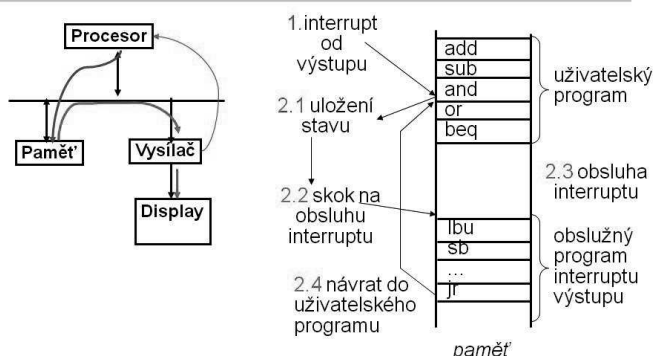 Procesor
Paměť
Vysílač
Display
1.interrupt
od
výstupu
2.1 uložení
stavu
2.2 skok na
obsluhu
interruptu
2.4 návrat do
uživatelského
programu
add
sub
and
or
beq
lbu
sb
...
jr
paměť
uživatelský
program
2.3 obsluha
interruptu
obslužný
program
interruptu
výstupu